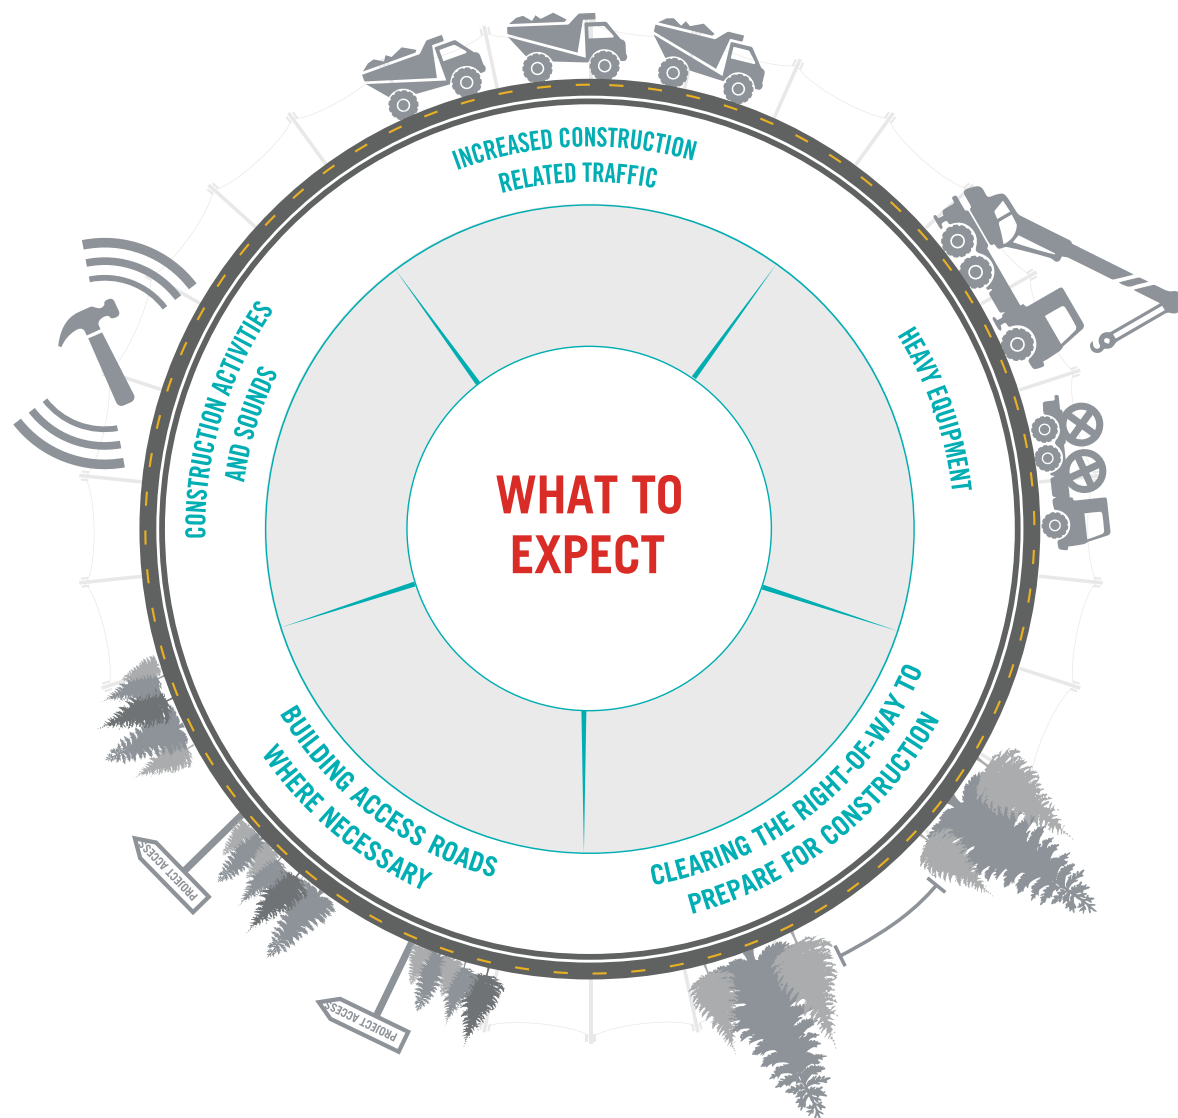 INCREASED CONSTRUCTION
RELATED TRAFFIC
HEAVY EQUIPMENT
CLEARING THE RIGHT-OF-WAY TO
PREPARE FOR CONSTRUCTION
BUILDING ACCESS ROADS
WHERE NECESSARY
CONSTRUCTION ACTIVITIES
AND SOUNDS
WHAT TO
EXPECT
PROJECT ACCESS
PROJECT ACCESS